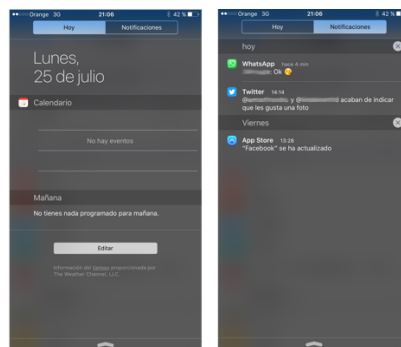 Orange 3G 21:06 42 %
Hoy Notificaciones
Lunes,
25 de julio
Calendario
No hay eventos
Mañana
No tienes nada programado para mañana.
Editar
Información del tiempo proporcionada por
The Weather Channel, LLC.
Orange 3G 21:06 42 %
Hoy Notificaciones
hoy
WhatsApp hace 4 min
: Ok
Twitter 14:14
@ y @ acaban de indicar
que les gusta una foto
Viernes
App Store 13:28
"Facebook" se ha actualizado